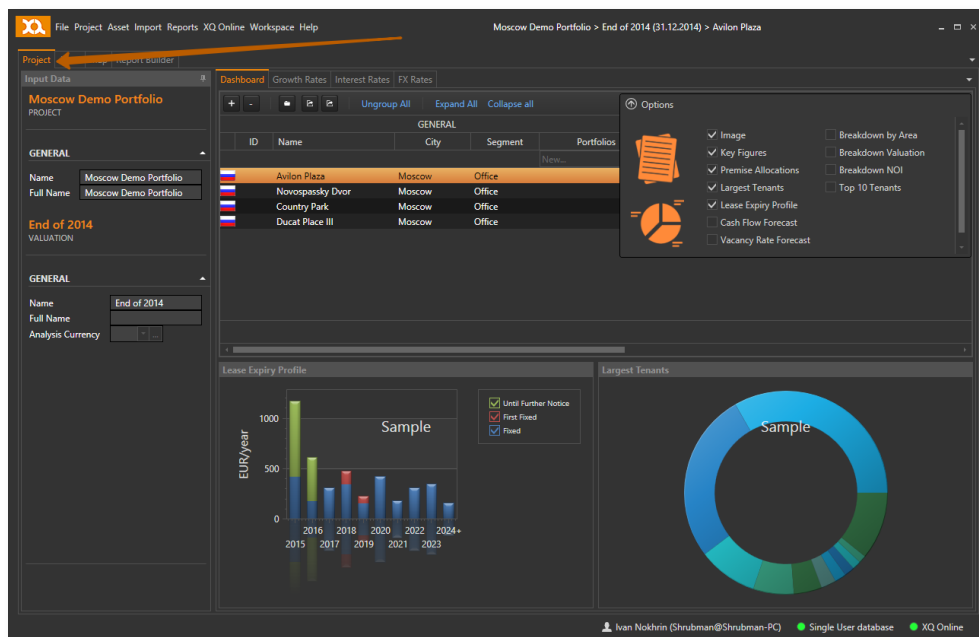 XQ File Project Asset Import Reports XQ Online Workspace Help
Moscow Demo Portfolio > End of 2014 (31.12.2014) > Avilon Plaza
Project Report Builder
Input Data
Moscow Demo Portfolio
PROJECT
GENERAL
Name Moscow Demo Portfolio
Full Name Moscow Demo Portfolio
End of 2014
VALUATION
GENERAL
Name End of 2014
Full Name
Analysis Currency ...
Dashboard Growth Rates Interest Rates FX Rates
+ - Ungroup All Expand All Collapse all
GENERAL
ID Name City Segment Portfolios
New...
Avilon Plaza Moscow Office
Novospassky Dvor Moscow Office
Country Park Moscow Office
Ducat Place III Moscow Office
Options
Image Breakdown by Area
Key Figures Breakdown Valuation
Premise Allocations Breakdown NOI
Largest Tenants Top 10 Tenants
Lease Expiry Profile
Cash Flow Forecast
Vacancy Rate Forecast
Lease Expiry Profile
EUR/year
1000
500
0
Sample
2016 2018 2020 2022 2024+
2015 2017 2019 2021 2023
Until Further Notice
First Fixed
Fixed
Largest Tenants
Sample
Ivan Nokhrin (Shrubman@Shrubman-PC) Single User database XQ Online